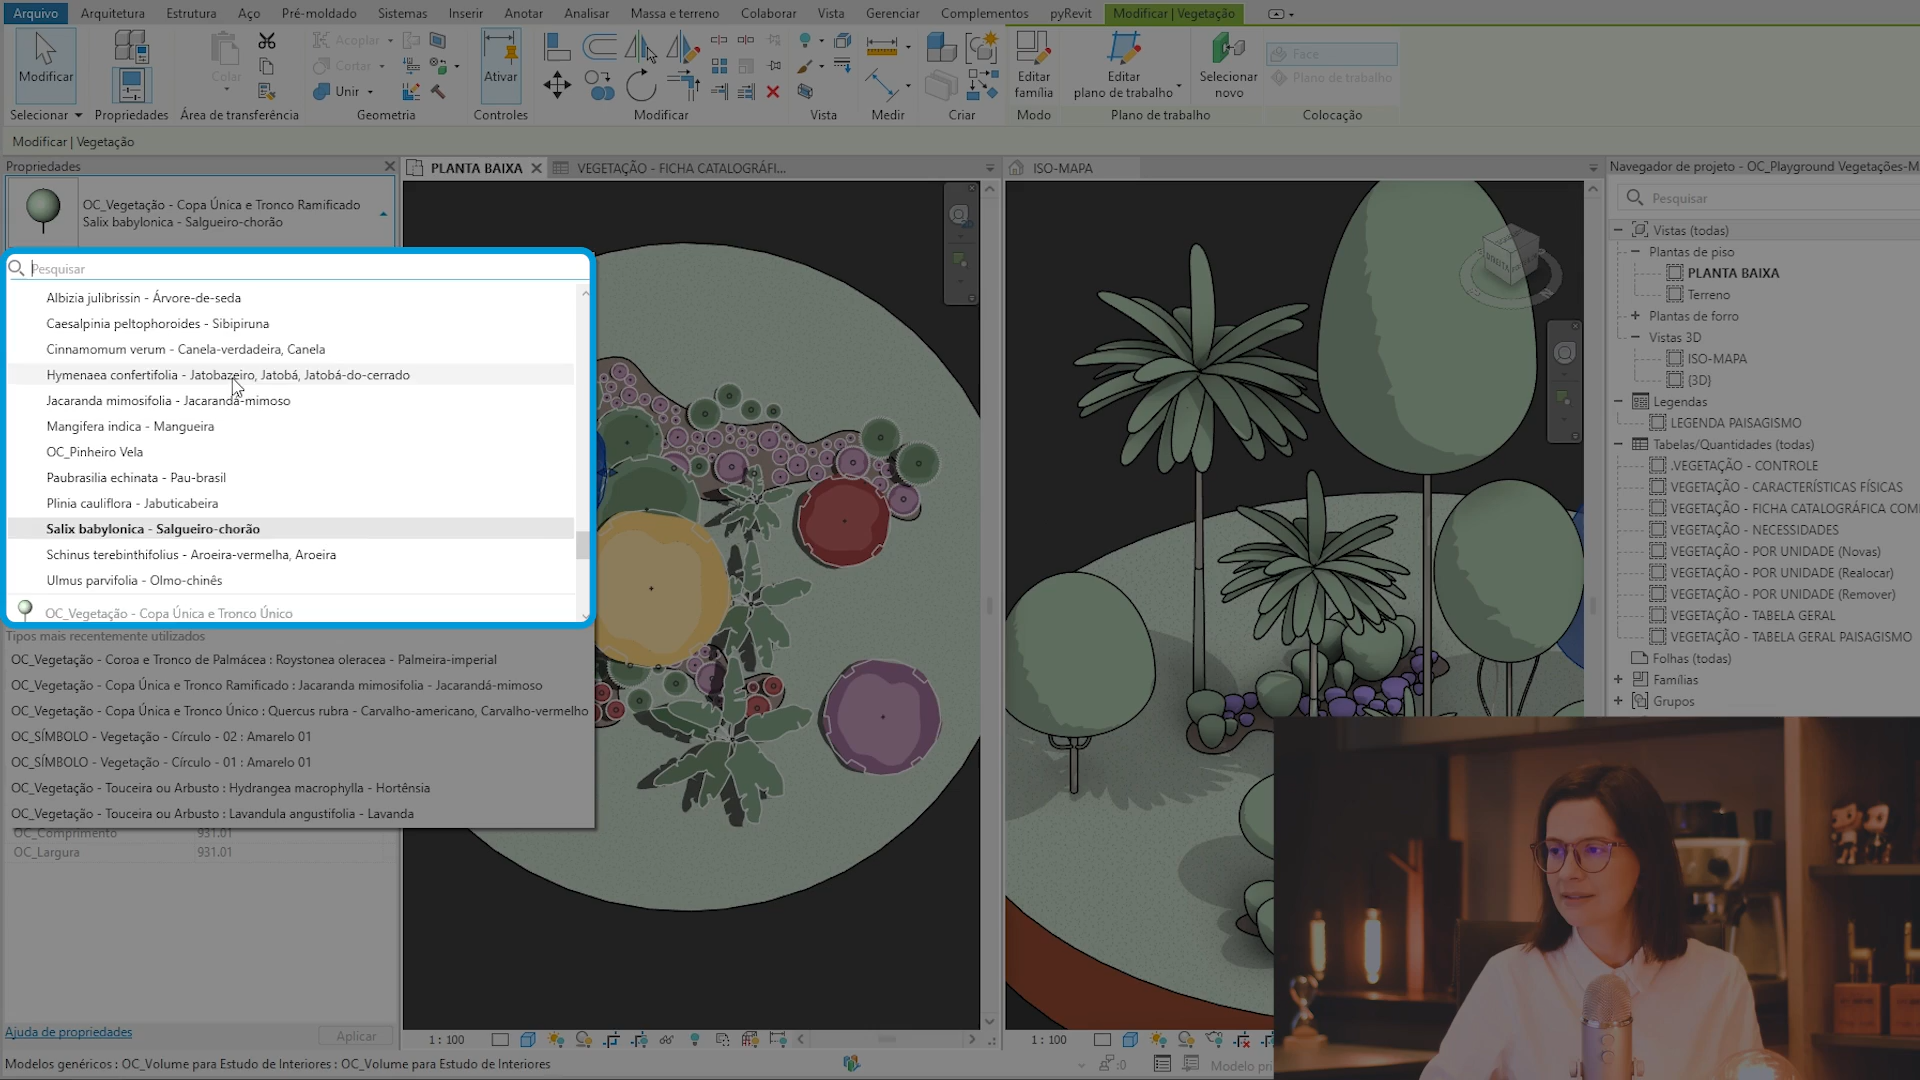 Arquivo Arquitetura Estrutura Aço Pré-moldado Sistemas Inserir Anotar Analisar Massa e terreno Colaborar Vista Gerenciar Complementos pyRevit Modificar | Vegetação
Modificar Colar Acoplar Cortar Unir Ativar Editar família Editar plano de trabalho Selecionar novo Face Plano de trabalho
Selecionar Propriedades Área de transferência Geometria Controles Modificar Vista Medir Criar Modo Plano de trabalho Colocação
Modificar | Vegetação
Propriedades
OC_Vegetação - Copa Única e Tronco Ramificado
Salix babylonica - Salgueiro-chorão
Pesquisar
Albizia julibrissin - Árvore-de-seda
Caesalpinia peltophoroides - Sibipiruna
Cinnamomum verum - Canela-verdadeira, Canela
Hymenaea confertifolia - Jatobazeiro, Jatobá, Jatobá-do-cerrado
Jacaranda mimosifolia - Jacarandá-mimoso
Mangifera indica - Mangueira
OC_Pinheiro Vela
Paubrasilia echinata - Pau-brasil
Plinia cauliflora - Jabuticabeira
Salix babylonica - Salgueiro-chorão
Schinus terebinthifolius - Aroeira-vermelha, Aroeira
Ulmus parvifolia - Olmo-chinês
OC_Vegetação - Copa Única e Tronco Único
Tipos mais recentemente utilizados
OC_Vegetação - Coroa e Tronco de Palmácea : Roystonea oleracea - Palmeira-imperial
OC_Vegetação - Copa Única e Tronco Ramificado : Jacaranda mimosifolia - Jacarandá-mimoso
OC_Vegetação - Copa Única e Tronco Único : Quercus rubra - Carvalho-americano, Carvalho-vermelho
OC_SÍMBOLO - Vegetação - Círculo - 02 : Amarelo 01
OC_SÍMBOLO - Vegetação - Círculo - 01 : Amarelo 01
OC_Vegetação - Touceira ou Arbusto : Hydrangea macrophylla - Hortênsia
OC_Vegetação - Touceira ou Arbusto : Lavandula angustifolia - Lavanda
OC_Comprimento 931.01
OC_Largura 931.01
Ajuda de propriedades
Aplicar
PLANTA BAIXA
VEGETAÇÃO - FICHA CATALOGRÁFI...
ISO-MAPA
1 : 100
1 : 100
Navegador de projeto - OC_Playground Vegetações-M
Pesquisar
Vistas (todas)
Plantas de piso
PLANTA BAIXA
Terreno
Plantas de forro
Vistas 3D
ISO-MAPA
{3D}
Legendas
LEGENDA PAISAGISMO
Tabelas/Quantidades (todas)
.VEGETAÇÃO - CONTROLE
VEGETAÇÃO - CARACTERÍSTICAS FÍSICAS
VEGETAÇÃO - FICHA CATALOGRÁFICA COM
VEGETAÇÃO - NECESSIDADES
VEGETAÇÃO - POR UNIDADE (Novas)
VEGETAÇÃO - POR UNIDADE (Realocar)
VEGETAÇÃO - POR UNIDADE (Remover)
VEGETAÇÃO - TABELA GERAL
VEGETAÇÃO - TABELA GERAL PAISAGISMO
Folhas (todas)
Famílias
Grupos
Modelos genéricos : OC_Volume para Estudo de Interiores : OC_Volume para Estudo de Interiores
:0
Modelo pri